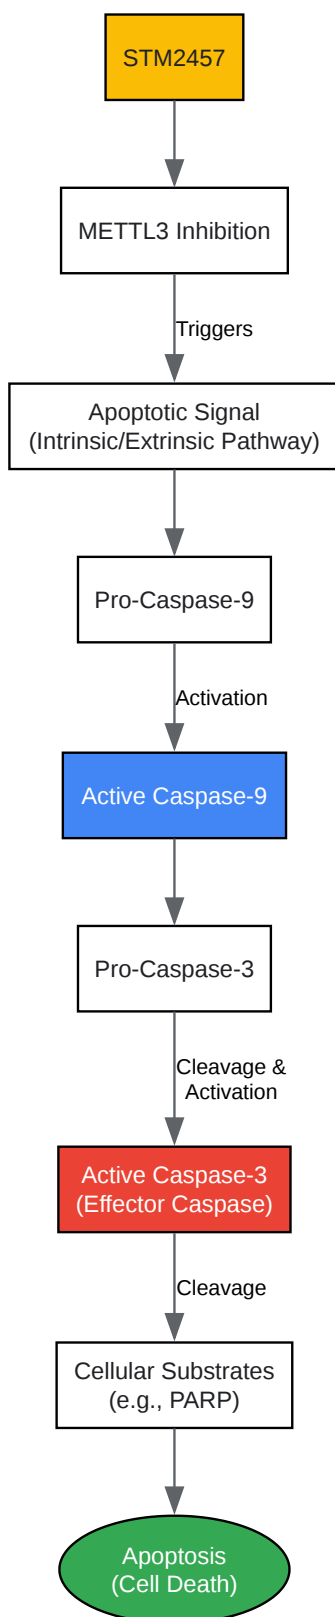 STM2457
METTL3 Inhibition
Triggers
Apoptotic Signal
(Intrinsic/Extrinsic Pathway)
Pro-Caspase-9
Activation
Active Caspase-9
Pro-Caspase-3
Cleavage &
Activation
Active Caspase-3
(Effector Caspase)
Cleavage
Cellular Substrates
(e.g., PARP)
Apoptosis
(Cell Death)